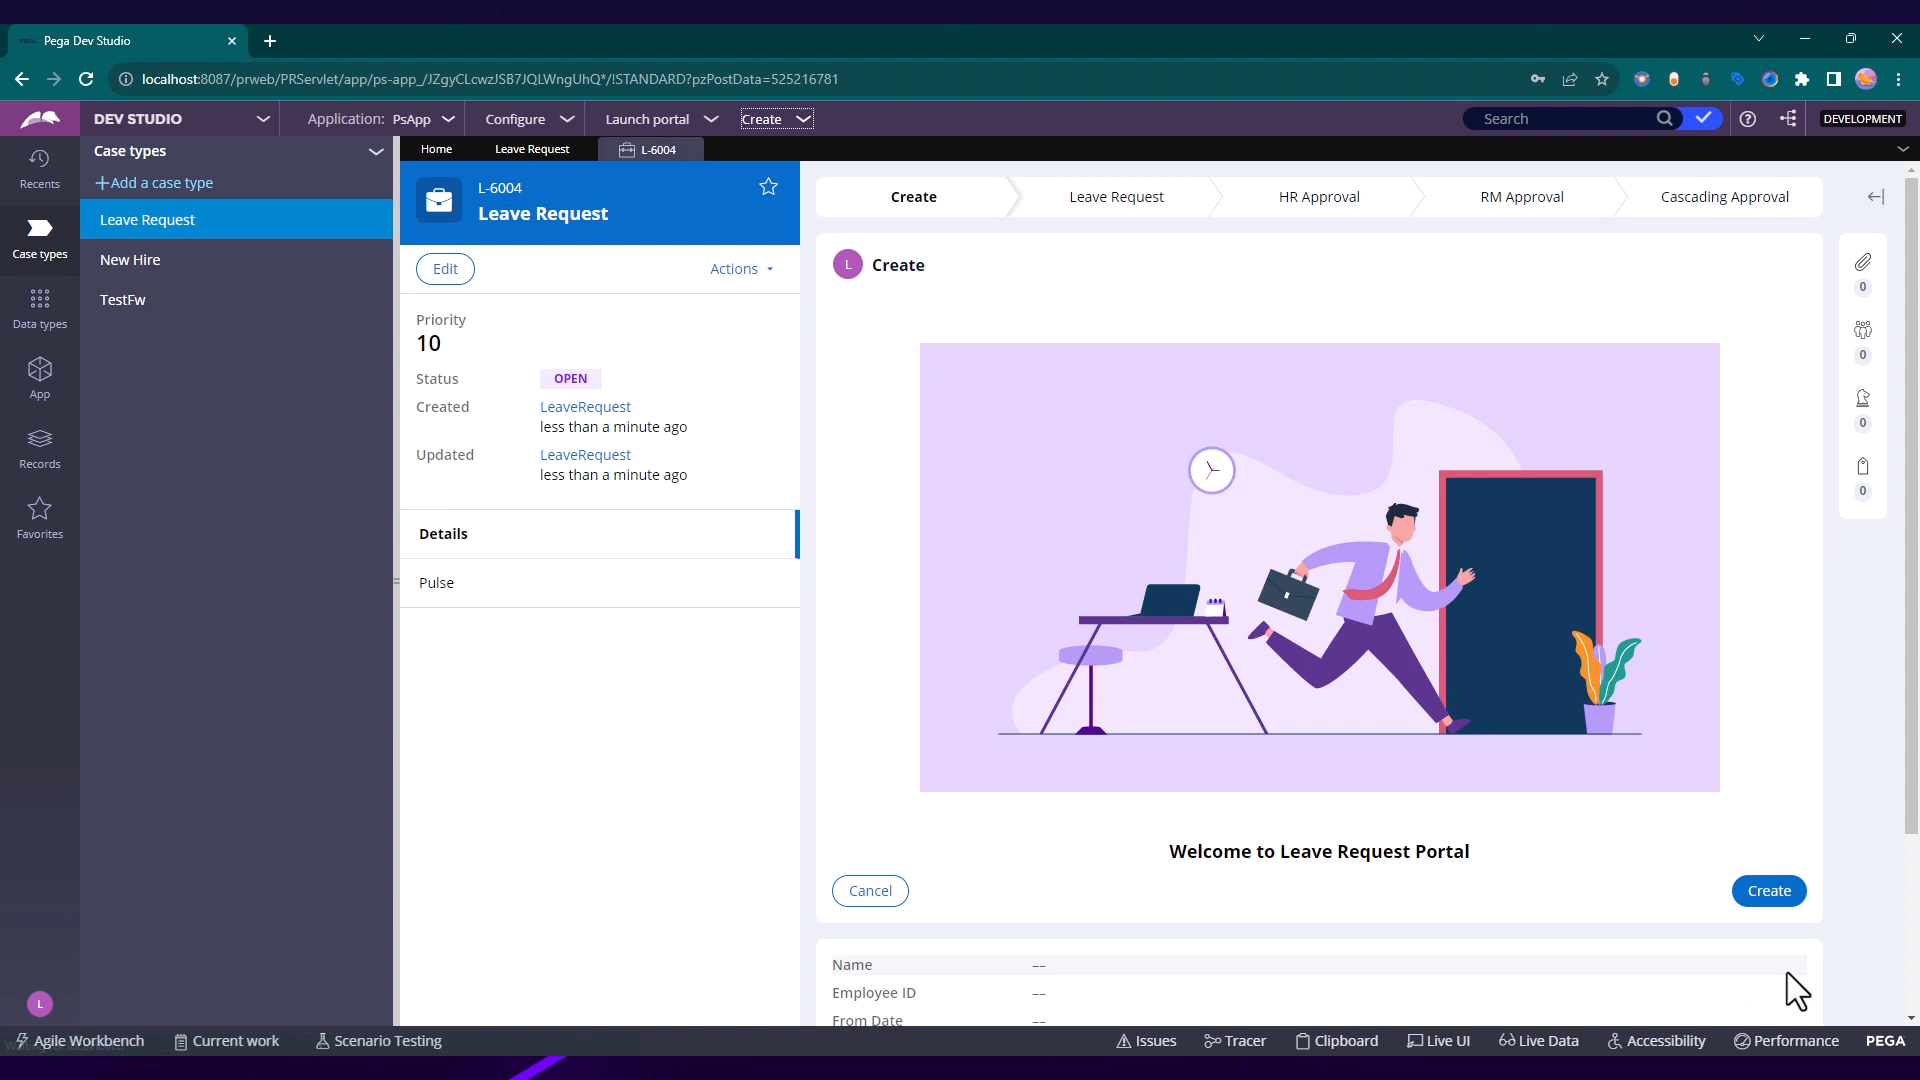 Pega Dev Studio
localhost:8087/prweb/PRServlet/app/ps-app_/JZgyCLcwzJSB7JQLWngUhQ*/!STANDARD?pzPostData=525216781
DEV STUDIO
Application: PsApp
Configure
Launch portal
Create
Search
DEVELOPMENT
Recents
Case types
Data types
App
Records
Favorites
L
Case types
Add a case type
Leave Request
New Hire
TestFw
Home
Leave Request
L-6004
L-6004
Leave Request
Edit
Actions
Priority
10
Status OPEN
Created LeaveRequest
less than a minute ago
Updated LeaveRequest
less than a minute ago
Details
Pulse
Create
Leave Request
HR Approval
RM Approval
Cascading Approval
L Create
0
0
0
0
Welcome to Leave Request Portal
Cancel
Create
Name --
Employee ID --
From Date --
Agile Workbench
Current work
Scenario Testing
Issues
Tracer
Clipboard
Live UI
Live Data
Accessibility
Performance
PEGA